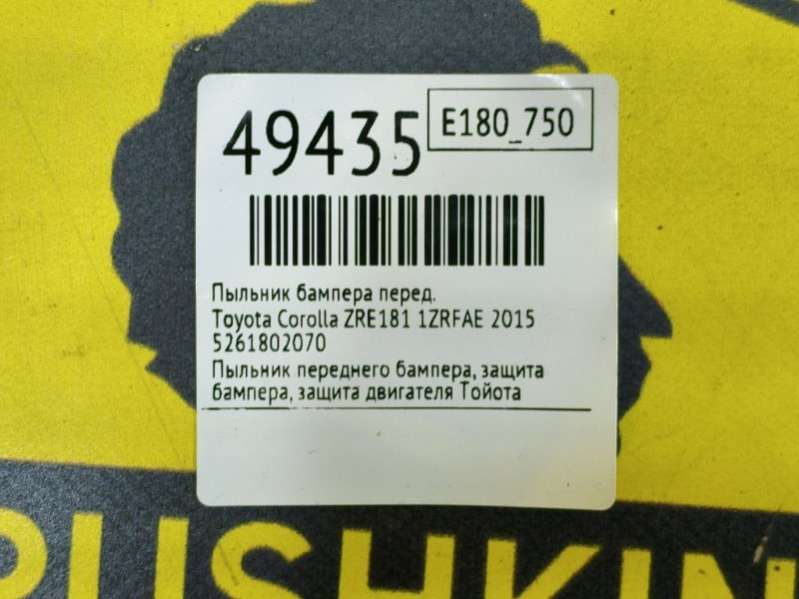 49435
E180_750
Пыльник бампера перед.
Toyota Corolla ZRE181 1ZRFAE 2015
5261802070
Пыльник переднего бампера, защита
бампера, защита двигателя Тойота
PUSHKIN